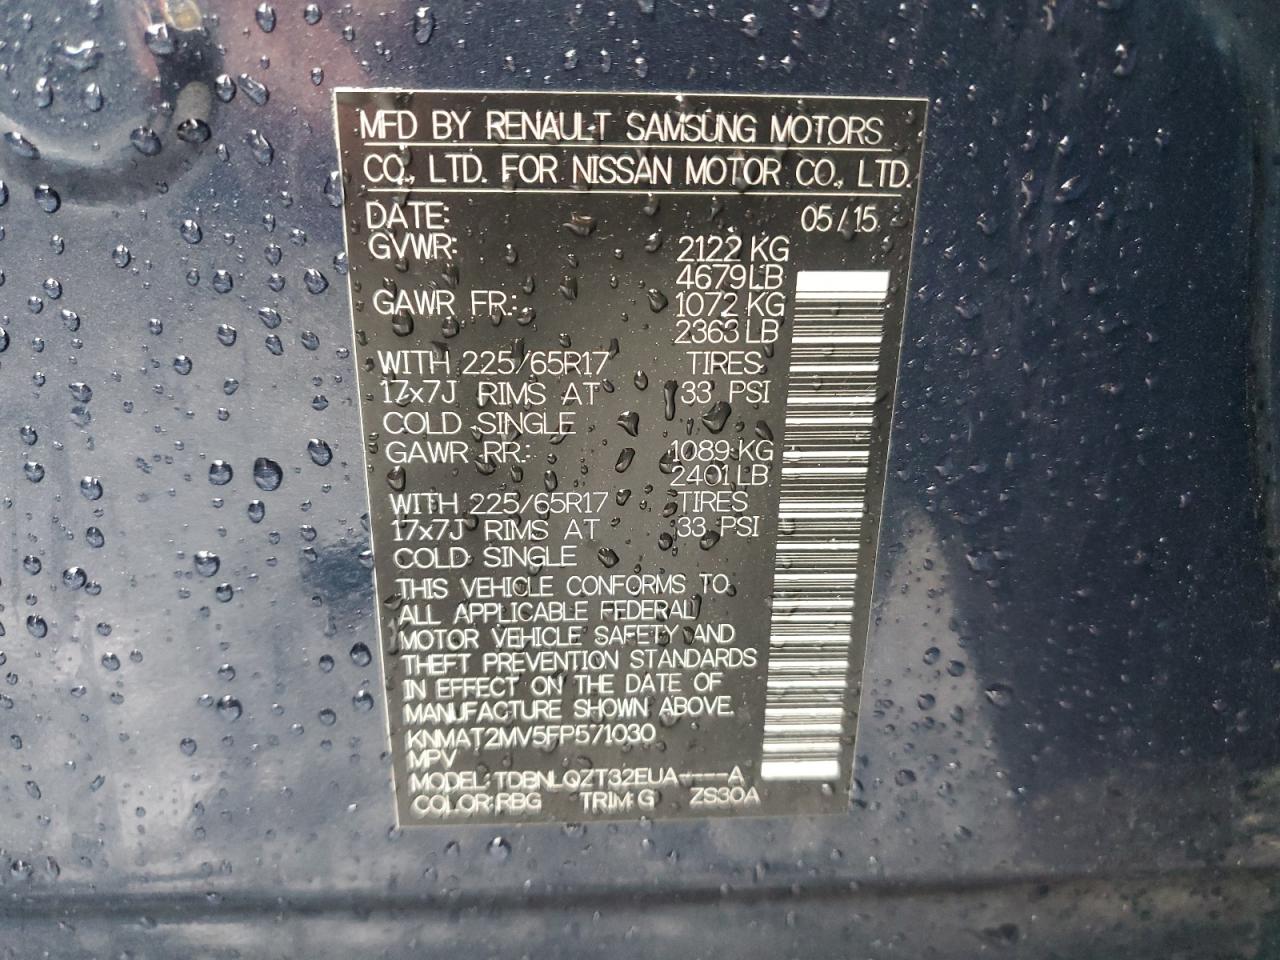 MFD BY RENAULT SAMSUNG MOTORS
CO., LTD. FOR NISSAN MOTOR CO., LTD.
DATE: 05/15
GVWR: 2122 KG
4679 LB
GAWR FR: 1072 KG
2363 LB
WITH 225/65R17 TIRES
17x7J RIMS AT 33 PSI
COLD SINGLE
GAWR RR: 1089 KG
2401 LB
WITH 225/65R17 TIRES
17x7J RIMS AT 33 PSI
COLD SINGLE
THIS VEHICLE CONFORMS TO
ALL APPLICABLE FEDERAL
MOTOR VEHICLE SAFETY AND
THEFT PREVENTION STANDARDS
IN EFFECT ON THE DATE OF
MANUFACTURE SHOWN ABOVE.
KNMAT2MV5FP571030
MPV
MODEL: TDBNLQZT32EUA----A
COLOR: RBG TRIM: G ZS30A